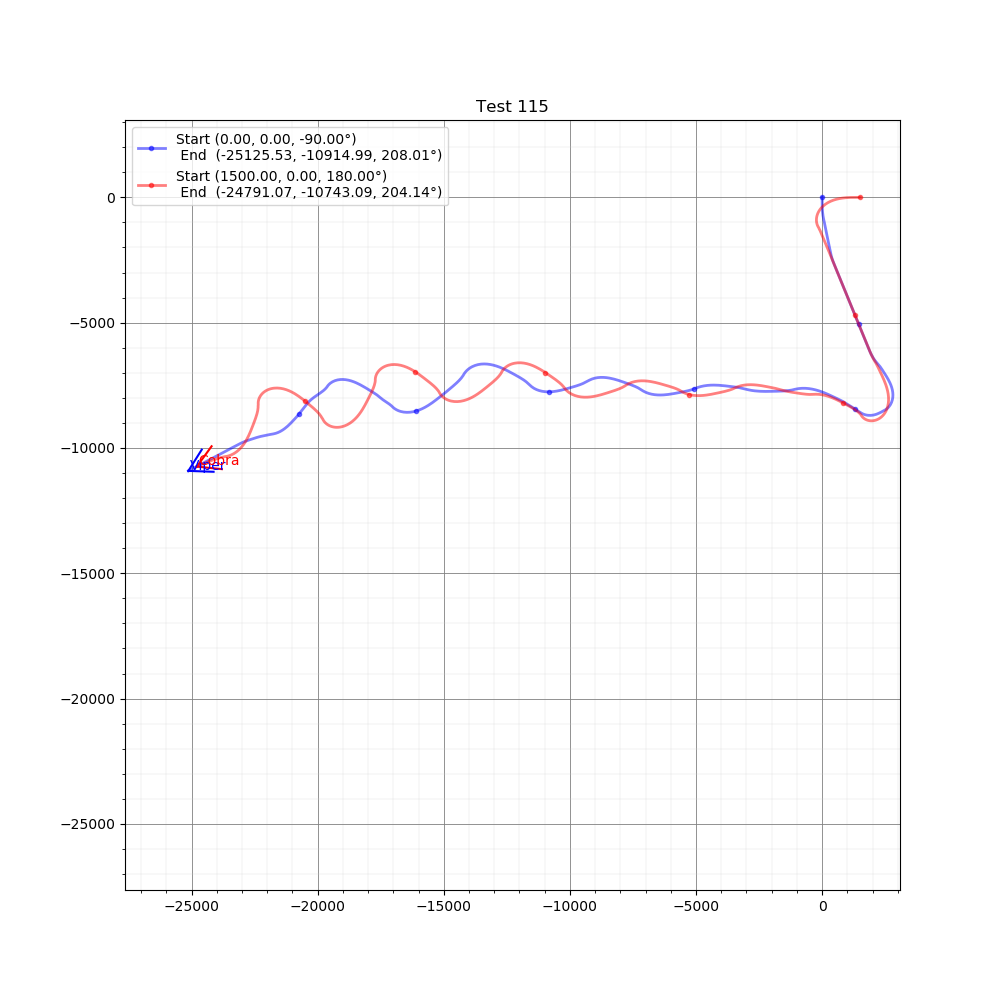 Test 115
Start (0.00, 0.00, -90.00°)
End (-25125.53, -10914.99, 208.01°)
Start (1500.00, 0.00, 180.00°)
End (-24791.07, -10743.09, 204.14°)
0
−5000
−10000
−15000
−20000
−25000
−25000 −20000 −15000 −10000 −5000 0